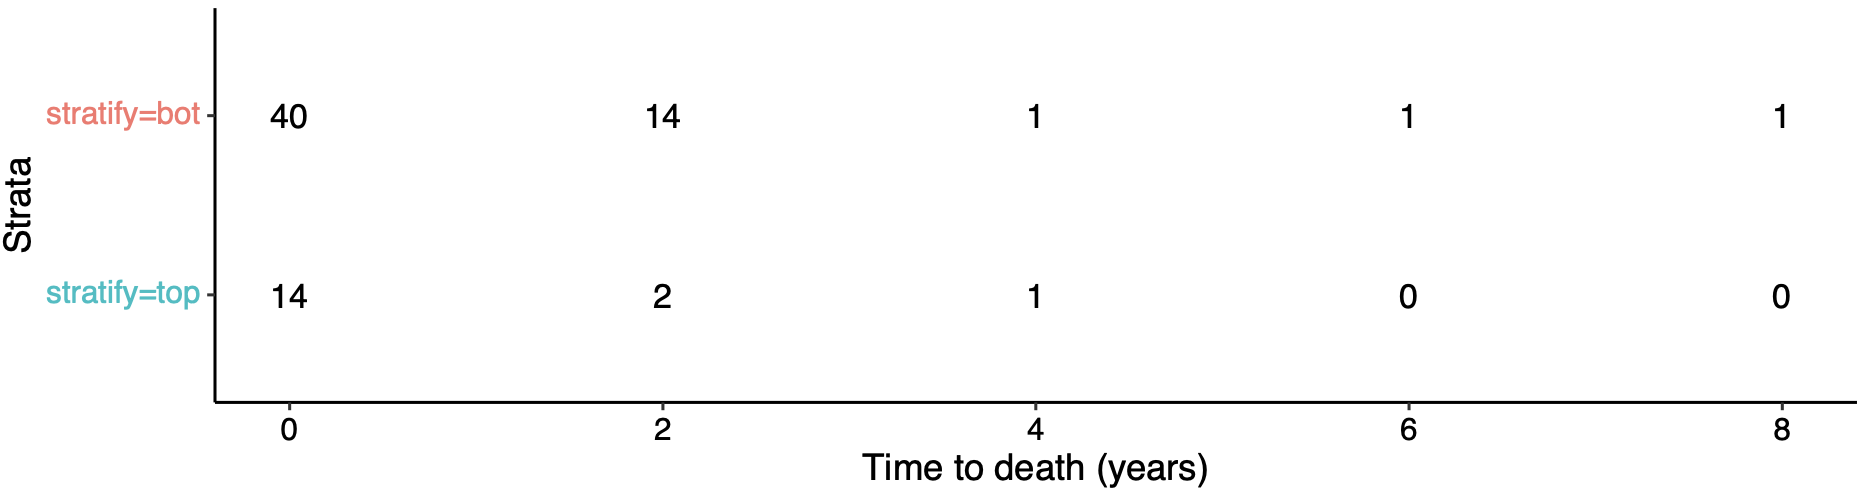 stratify=bot 40 14 1 1 1
Strata
stratify=top 14 2 1 0 0
0 2 4 6 8
Time to death (years)